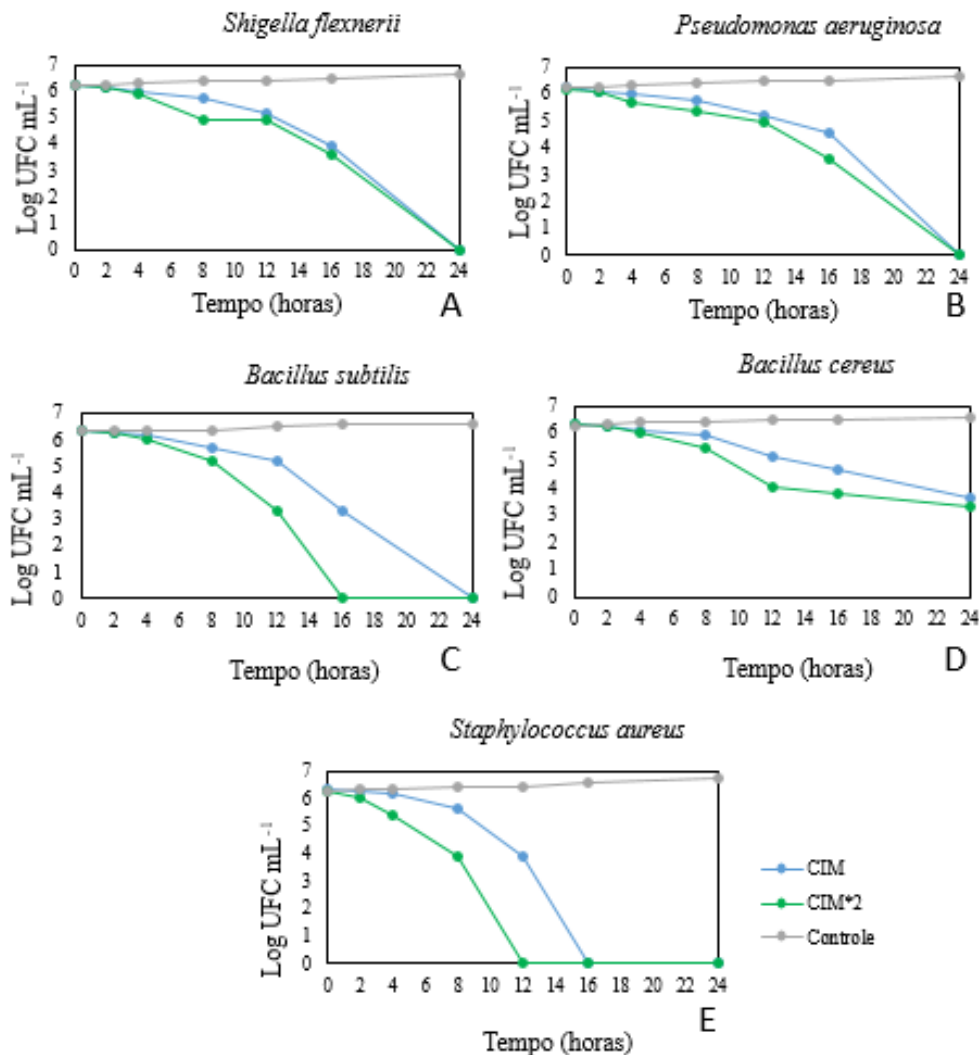 Shigella flexnerii
7
6
5
4
3
2
1
0
Log UFC mL-1
0 2 4 6 8 10 12 14 16 18 20 22 24
Tempo (horas)
A
Pseudomonas aeruginosa
7
6
5
4
3
2
1
0
Log UFC mL-1
0 2 4 6 8 10 12 14 16 18 20 22 24
Tempo (horas)
B
Bacillus subtilis
7
6
5
4
3
2
1
0
Log UFC mL-1
0 2 4 6 8 10 12 14 16 18 20 22 24
Tempo (horas)
C
Bacillus cereus
7
6
5
4
3
2
1
0
Log UFC mL-1
0 2 4 6 8 10 12 14 16 18 20 22 24
Tempo (horas)
D
Staphylococcus aureus
7
6
5
4
3
2
1
0
Log UFC mL-1
0 2 4 6 8 10 12 14 16 18 20 22 24
Tempo (horas)
E
CIM
CIM*2
Controle